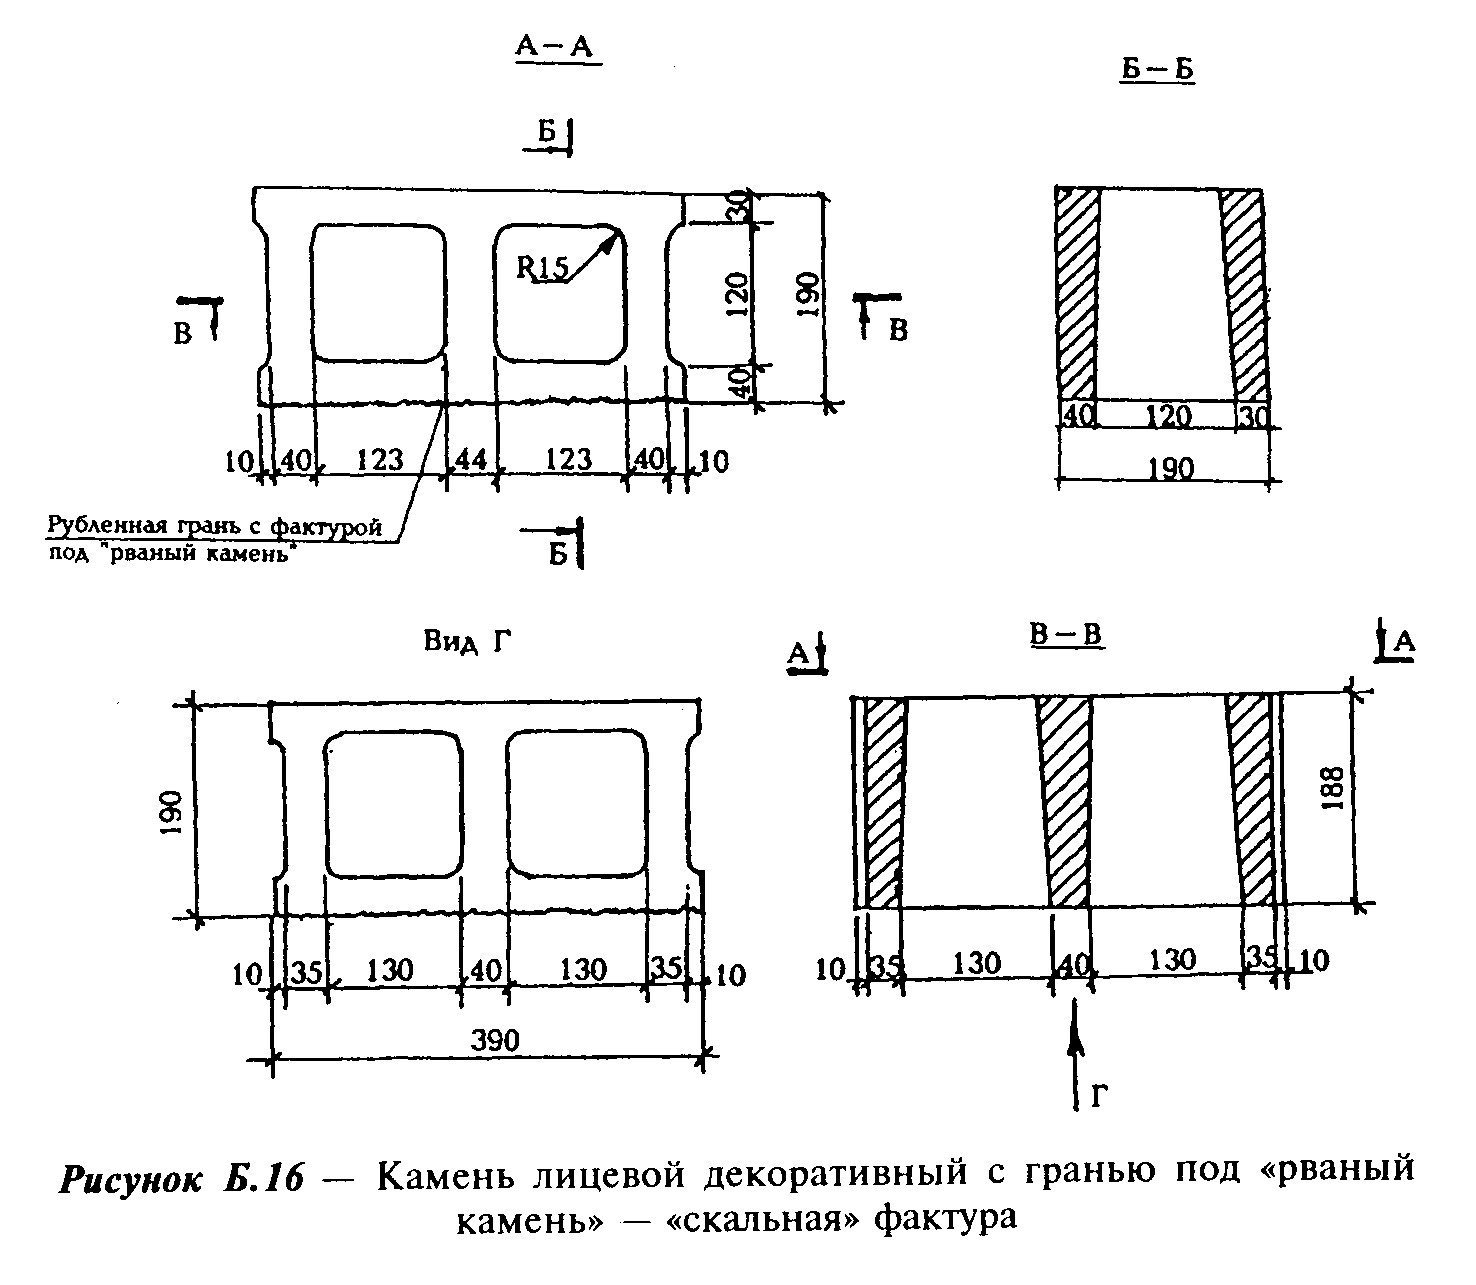 А – А
Б – Б
Б
R15
30
120
40
190
В
В
10 40 123 44 123 40 10
40 120 30
190
Рубленная грань с фактурой
под "рваный камень"
Б
Вид Г
В – В
А
А
190
188
10 35 130 40 130 35 10
390
10 35 130 40 130 35 10
Г
Рисунок Б.16 — Камень лицевой декоративный с гранью под «рваный
камень» — «скальная» фактура